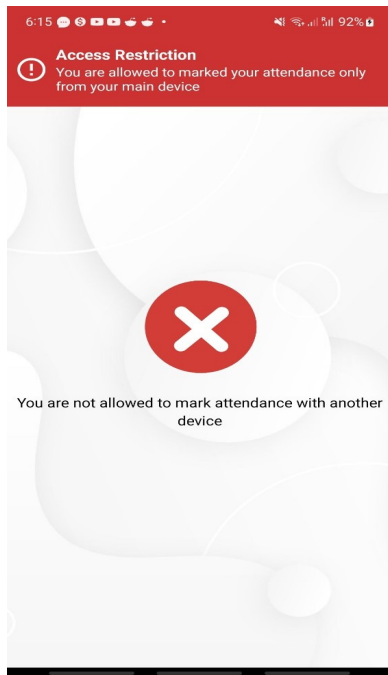 6:15 92%
Access Restriction
You are allowed to marked your attendance only
from your main device
You are not allowed to mark attendance with another
device